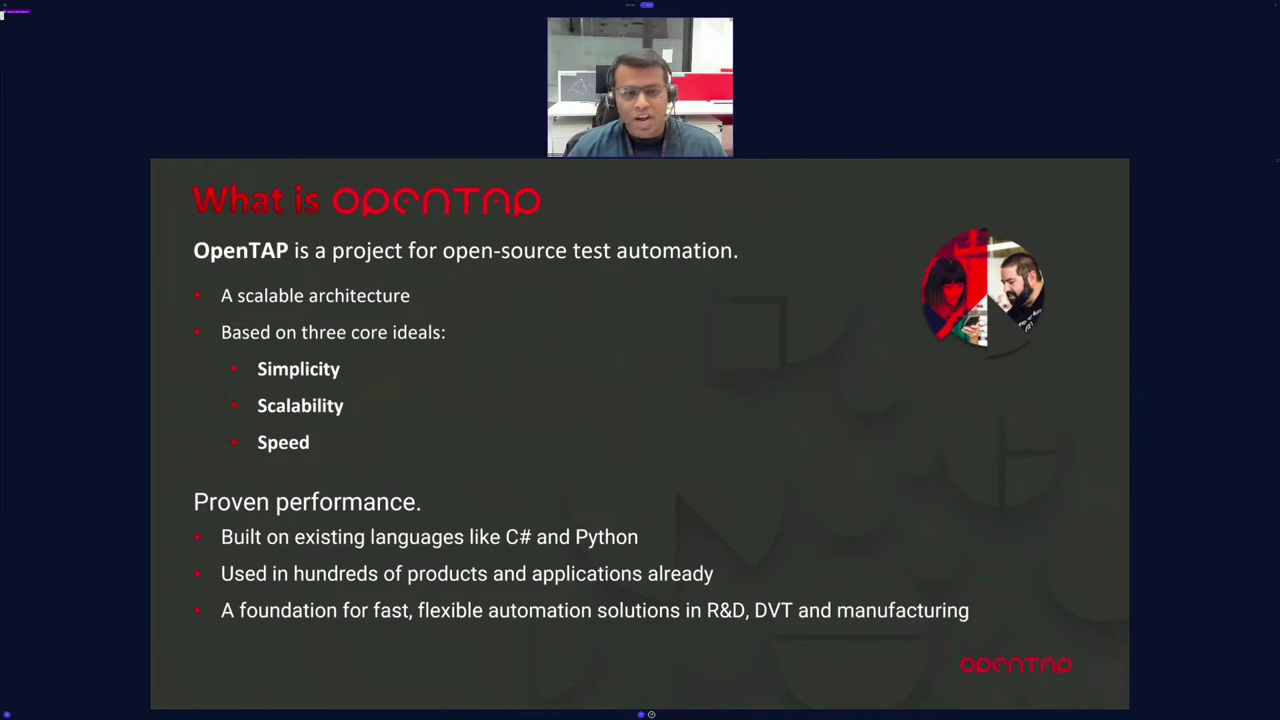 What is OPENTAP
OpenTAP is a project for open-source test automation.
• A scalable architecture
• Based on three core ideals:
• Simplicity
• Scalability
• Speed
Proven performance.
• Built on existing languages like C# and Python
• Used in hundreds of products and applications already
• A foundation for fast, flexible automation solutions in R&D, DVT and manufacturing
OPENTAP